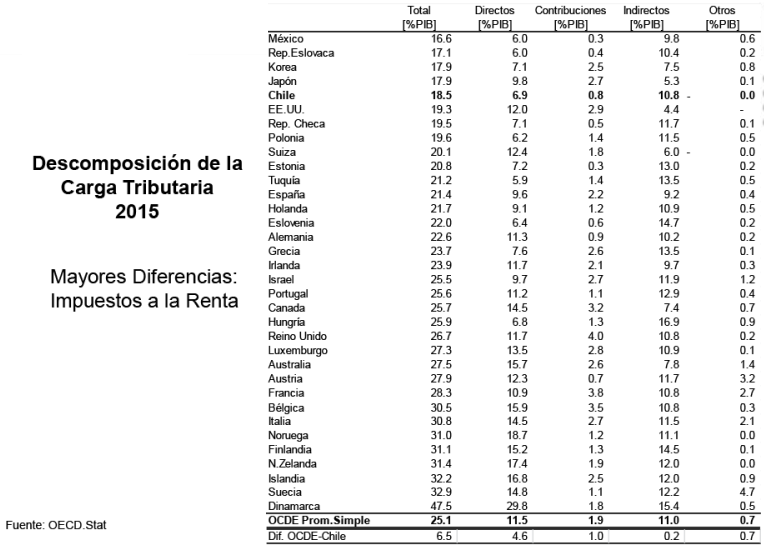 Descomposición de la
Carga Tributaria
2015
Mayores Diferencias:
Impuestos a la Renta
Fuente: OECD.Stat
Total Directos Contribuciones Indirectos Otros
[%PIB] [%PIB] [%PIB] [%PIB] [%PIB]
México 16.6 6.0 0.3 9.8 0.6
Rep.Eslovaca 17.1 6.0 0.4 10.4 0.2
Korea 17.9 7.1 2.5 7.5 0.8
Japón 17.9 9.8 2.7 5.3 0.1
Chile 18.5 6.9 0.8 10.8 - 0.0
EE.UU. 19.3 12.0 2.9 4.4 -
Rep. Checa 19.5 7.1 0.5 11.7 0.1
Polonia 19.6 6.2 1.4 11.5 0.5
Suiza 20.1 12.4 1.8 6.0 - 0.0
Estonia 20.8 7.2 0.3 13.0 0.2
Tuquía 21.2 5.9 1.4 13.5 0.5
España 21.4 9.6 2.2 9.2 0.4
Holanda 21.7 9.1 1.2 10.9 0.5
Eslovenia 22.0 6.4 0.6 14.7 0.2
Alemania 22.6 11.3 0.9 10.2 0.2
Grecia 23.7 7.6 2.6 13.5 0.1
Irlanda 23.9 11.7 2.1 9.7 0.3
Israel 25.5 9.7 2.7 11.9 1.2
Portugal 25.6 11.2 1.1 12.9 0.4
Canada 25.7 14.5 3.2 7.4 0.7
Hungría 25.9 6.8 1.3 16.9 0.9
Reino Unido 26.7 11.7 4.0 10.8 0.2
Luxemburgo 27.3 13.5 2.8 10.9 0.1
Australia 27.5 15.7 2.6 7.8 1.4
Austria 27.9 12.3 0.7 11.7 3.2
Francia 28.3 10.9 3.8 10.8 2.7
Bélgica 30.5 15.9 3.5 10.8 0.3
Italia 30.8 14.5 2.7 11.5 2.1
Noruega 31.0 18.7 1.2 11.1 0.0
Finlandia 31.1 15.2 1.3 14.5 0.1
N.Zelanda 31.4 17.4 1.9 12.0 0.0
Islandia 32.2 16.8 2.5 12.0 0.9
Suecia 32.9 14.8 1.1 12.2 4.7
Dinamarca 47.5 29.8 1.8 15.4 0.5
OCDE Prom.Simple 25.1 11.5 1.9 11.0 0.7
Dif. OCDE-Chile 6.5 4.6 1.0 0.2 0.7